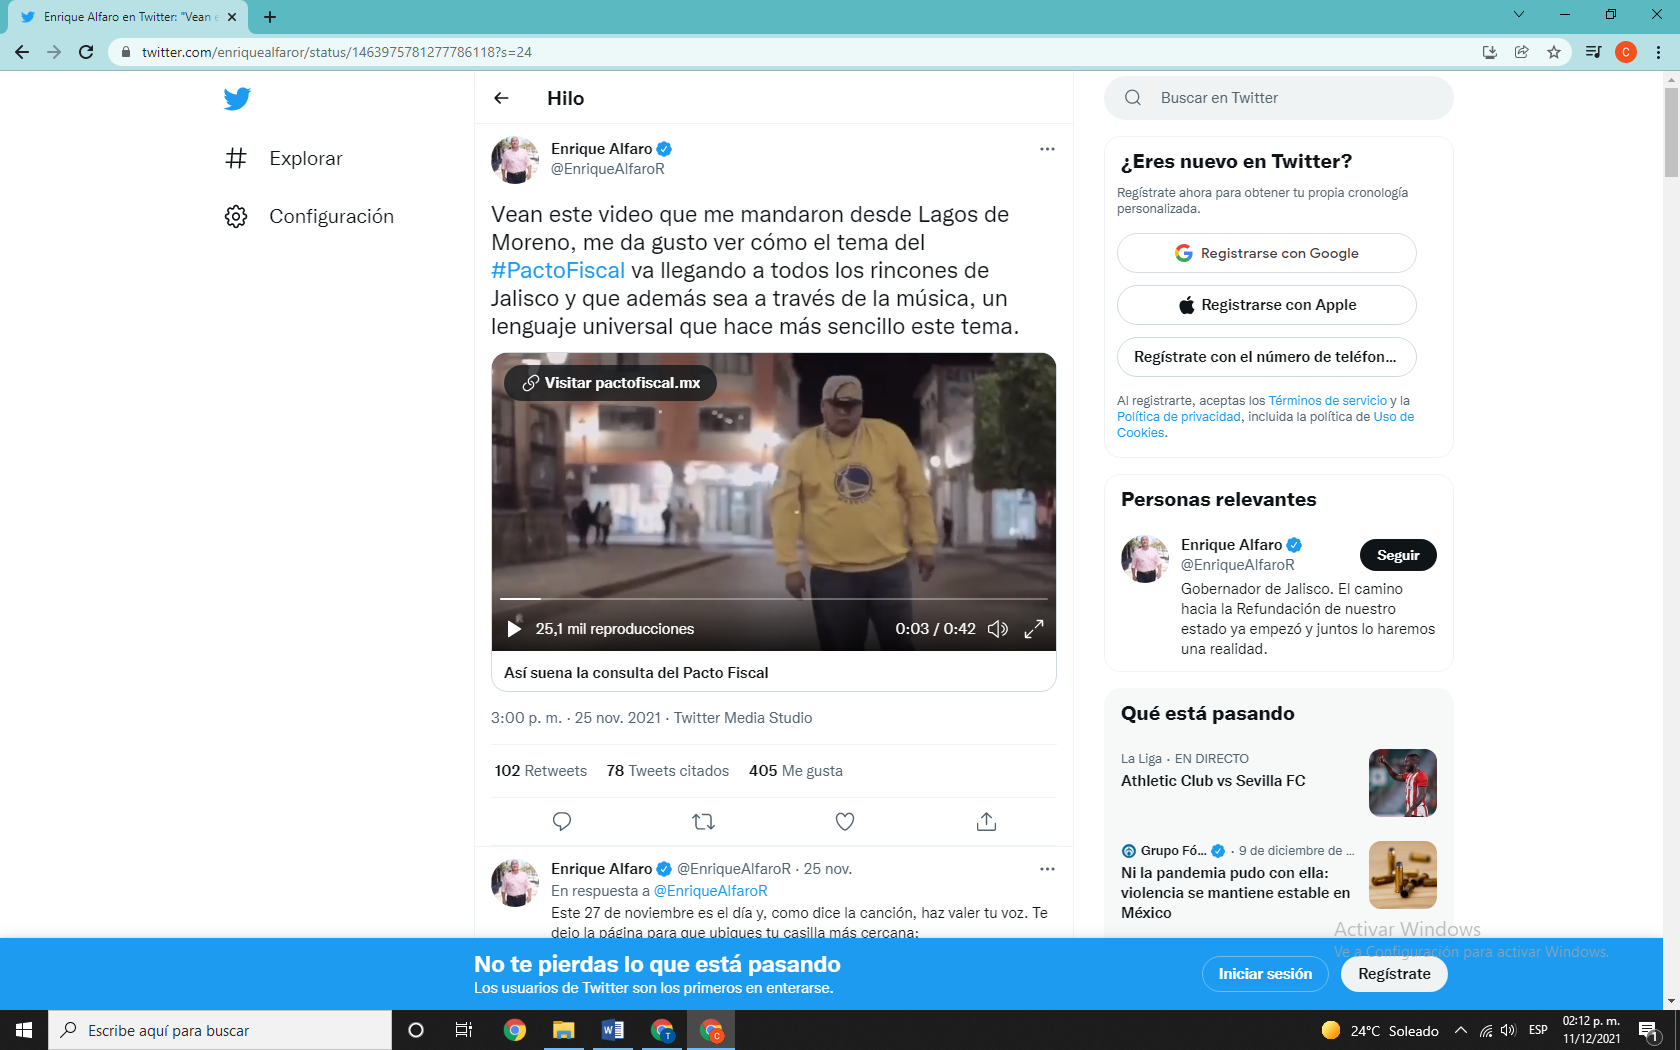 Enrique Alfaro en Twitter: "Vean e
twitter.com/enriquealfaror/status/1463975781277786118?s=24
C
Explorar
Configuración
Hilo
Enrique Alfaro
@EnriqueAlfaroR
Vean este video que me mandaron desde Lagos de
Moreno, me da gusto ver cómo el tema del
#PactoFiscal va llegando a todos los rincones de
Jalisco y que además sea a través de la música, un
lenguaje universal que hace más sencillo este tema.
Visitar pactofiscal.mx
25,1 mil reproducciones
0:03 / 0:42
Así suena la consulta del Pacto Fiscal
3:00 p. m. · 25 nov. 2021 · Twitter Media Studio
102 Retweets 78 Tweets citados 405 Me gusta
Enrique Alfaro @EnriqueAlfaroR · 25 nov.
En respuesta a @EnriqueAlfaroR
Este 27 de noviembre es el día y, como dice la canción, haz valer tu voz. Te
dejo la página para que ubiques tu casilla más cercana:
Buscar en Twitter
¿Eres nuevo en Twitter?
Regístrate ahora para obtener tu propia cronología
personalizada.
Registrarse con Google
Registrarse con Apple
Regístrate con el número de teléfon...
Al registrarte, aceptas los Términos de servicio y la
Política de privacidad, incluida la política de Uso de
Cookies.
Personas relevantes
Enrique Alfaro
@EnriqueAlfaroR
Seguir
Gobernador de Jalisco. El camino
hacia la Refundación de nuestro
estado ya empezó y juntos lo haremos
una realidad.
Qué está pasando
La Liga · EN DIRECTO
Athletic Club vs Sevilla FC
Grupo Fó... · 9 de diciembre de ...
Ni la pandemia pudo con ella:
violencia se mantiene estable en
México
Activar Windows
Ve a Configuración para activar Windows.
No te pierdas lo que está pasando
Los usuarios de Twitter son los primeros en enterarse.
Iniciar sesión
Regístrate
Escribe aquí para buscar
24°C Soleado
ESP
02:12 p. m.
11/12/2021
1